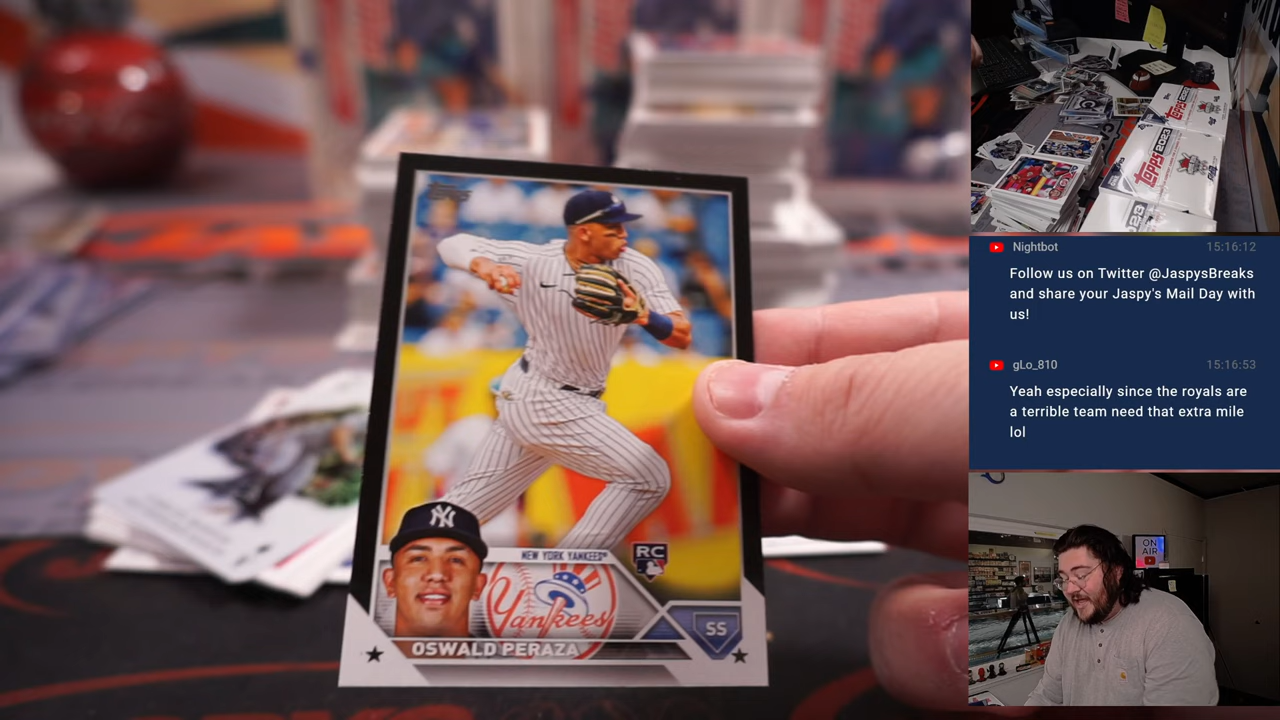 NEW YORK YANKEES
RC
Yankees
SS
OSWALD PERAZA
TOPPS 2023
Nightbot 15:16:12
Follow us on Twitter @JaspysBreaks
and share your Jaspy's Mail Day with
us!
gLo_810 15:16:53
Yeah especially since the royals are
a terrible team need that extra mile
lol
ON
AIR